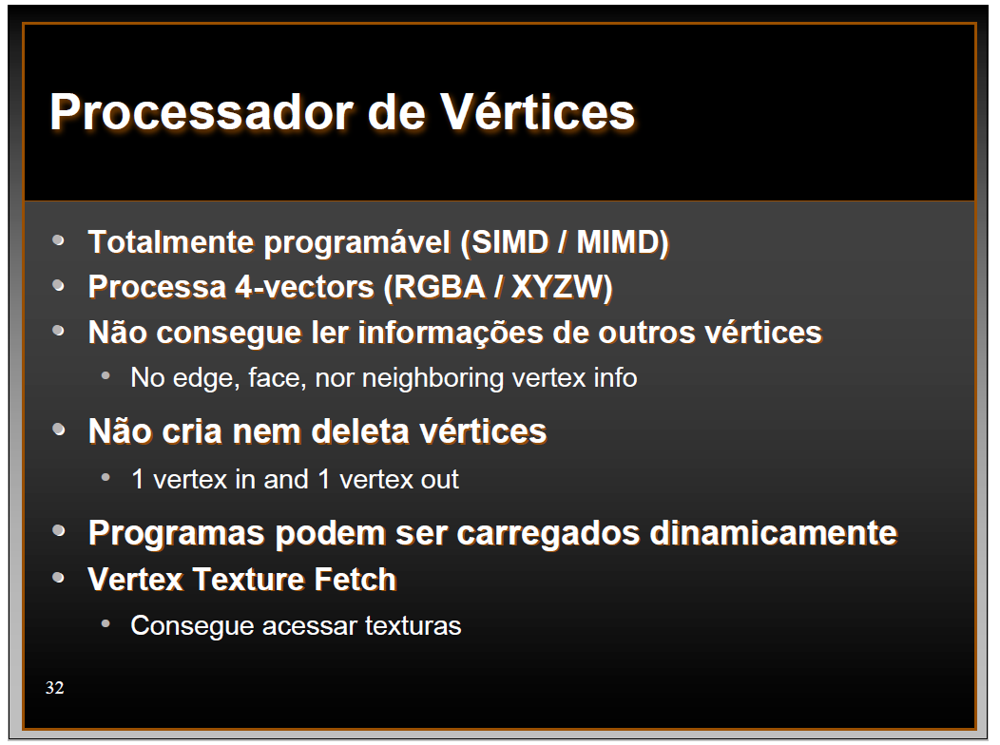 Processador de Vértices
• Totalmente programável (SIMD / MIMD)
• Processa 4-vectors (RGBA / XYZW)
• Não consegue ler informações de outros vértices
• No edge, face, nor neighboring vertex info
• Não cria nem deleta vértices
• 1 vertex in and 1 vertex out
• Programas podem ser carregados dinamicamente
• Vertex Texture Fetch
• Consegue acessar texturas
32